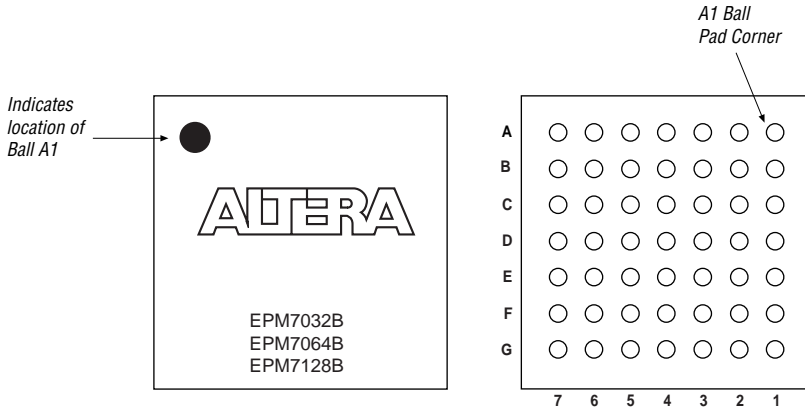 A1 Ball
Pad Corner
Indicates
location of
Ball A1
ALTERA
EPM7032B
EPM7064B
EPM7128B
A
B
C
D
E
F
G
7 6 5 4 3 2 1